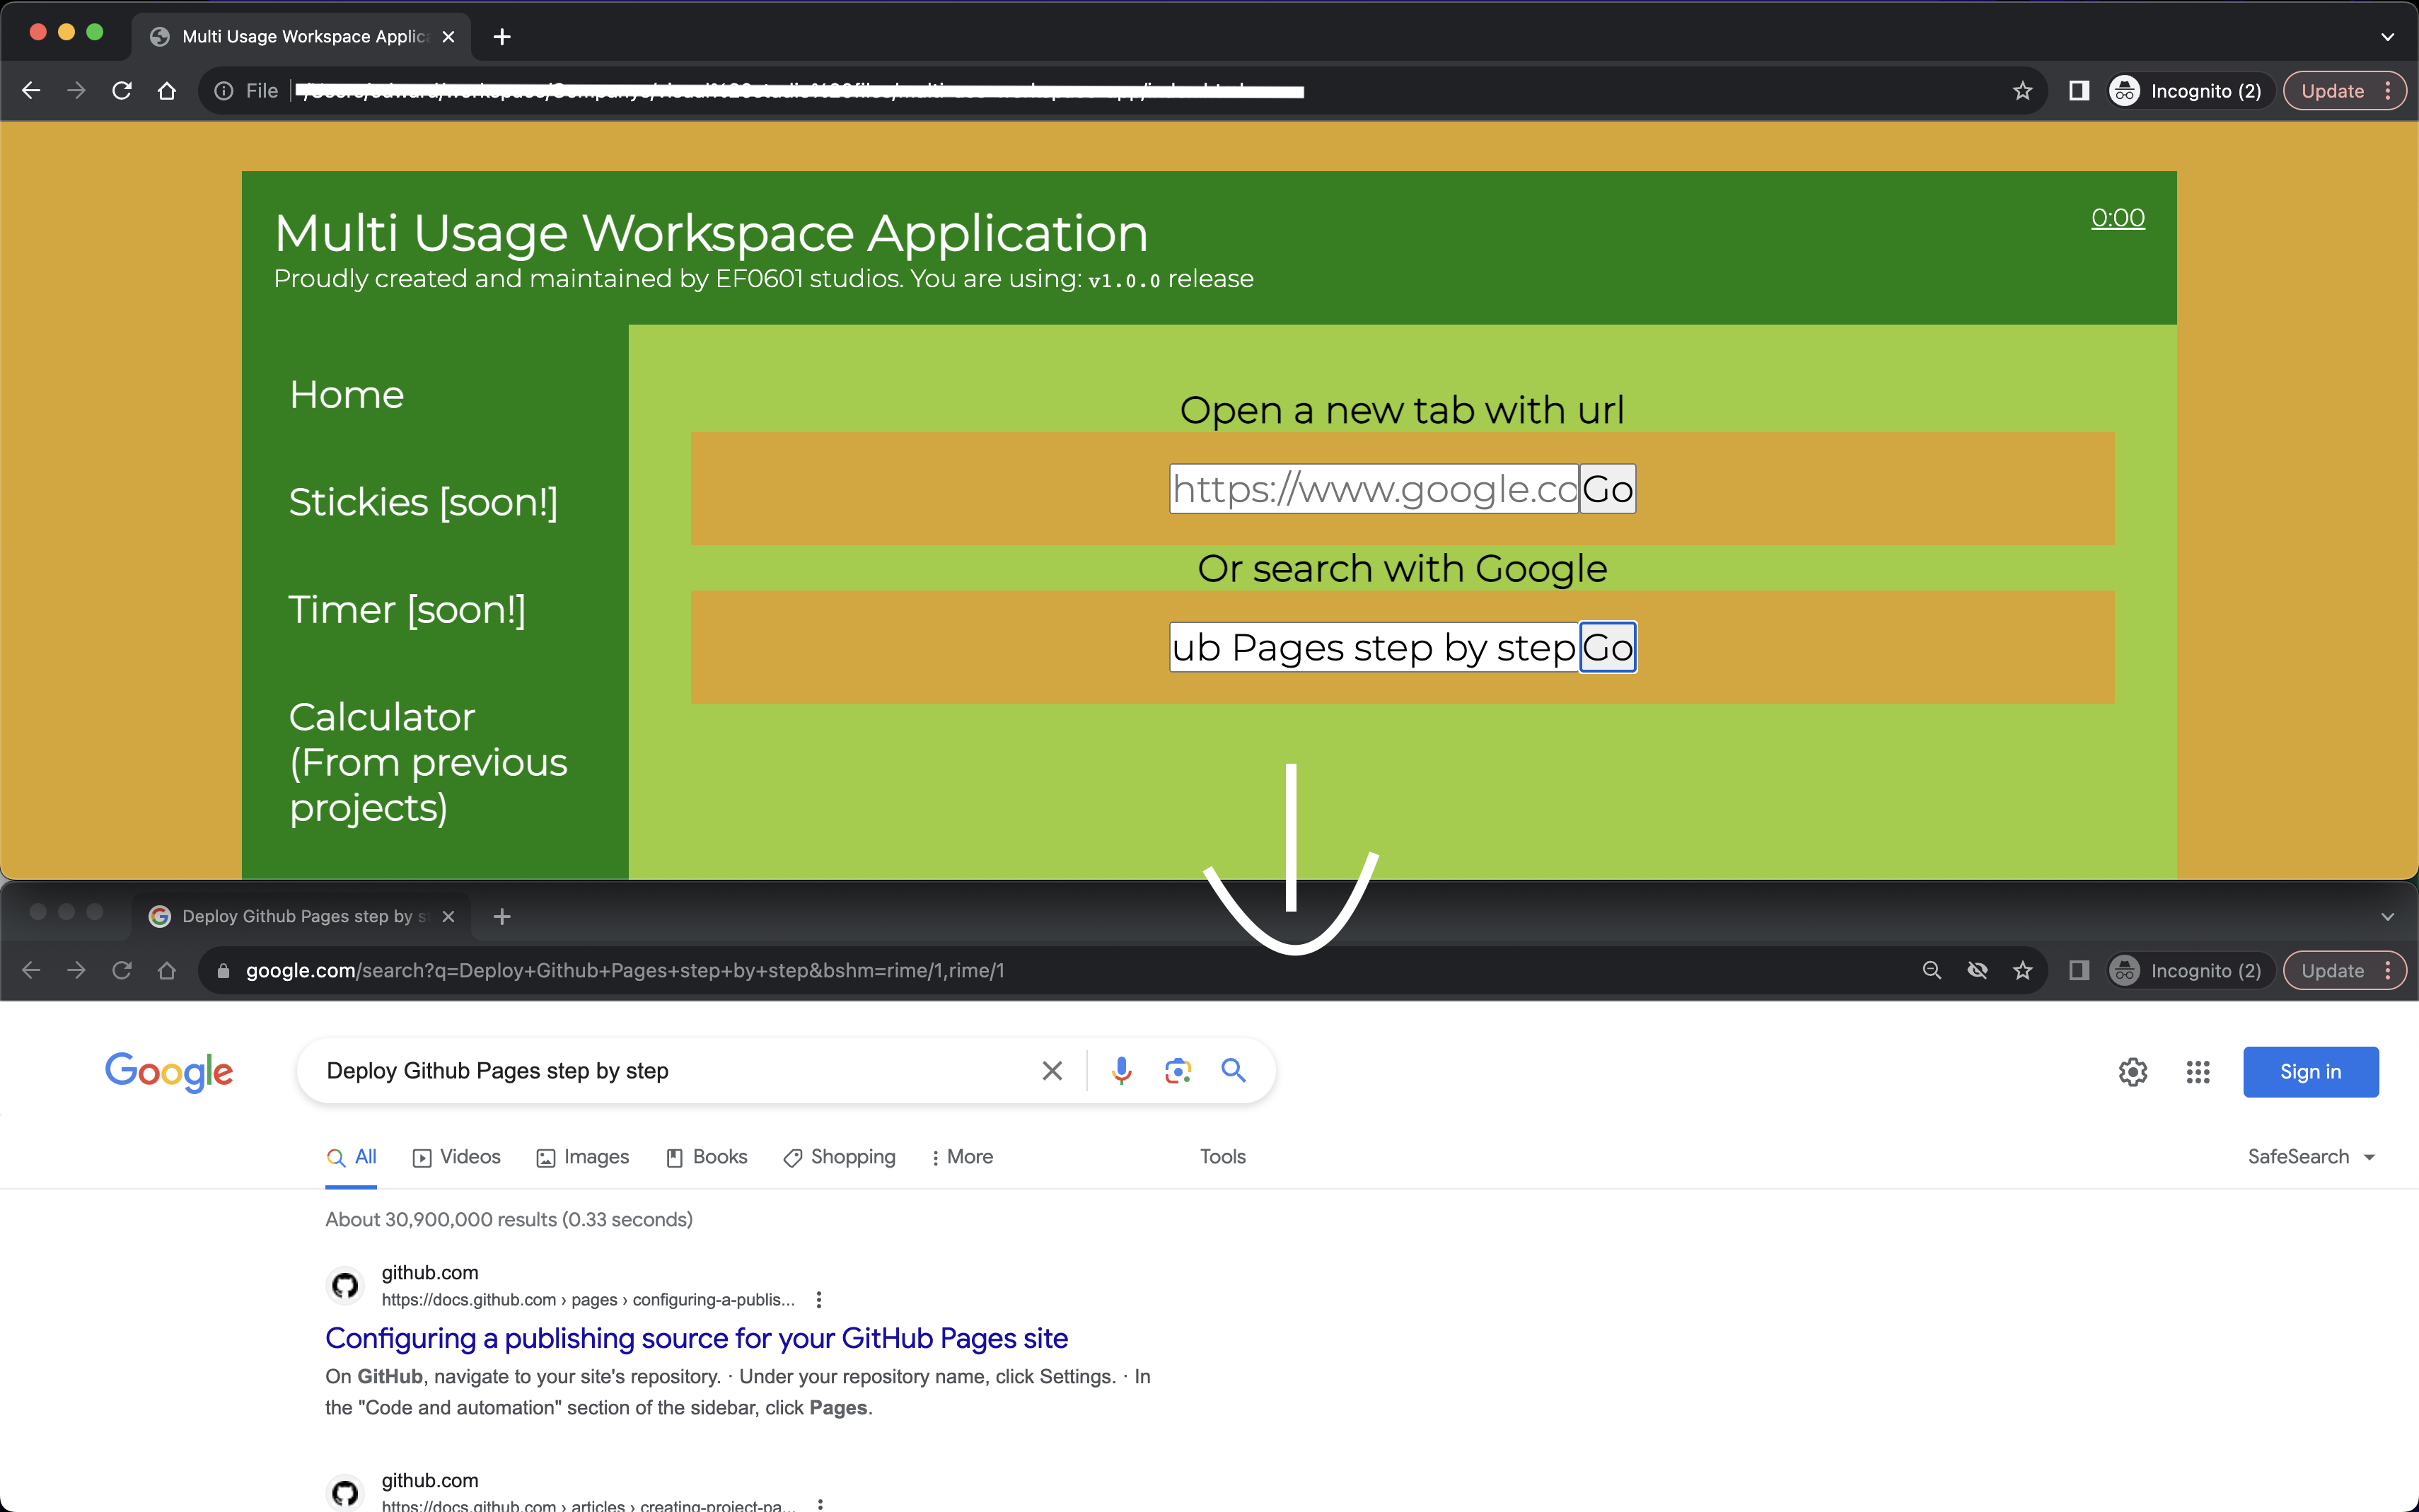 Multi Usage Workspace Applic
File
Incognito (2)
Update
Multi Usage Workspace Application
0:00
Proudly created and maintained by EF0601 studios. You are using: v1.0.0 release
Home
Stickies [soon!]
Timer [soon!]
Calculator
(From previous
projects)
Open a new tab with url
https://www.google.co
Go
Or search with Google
ub Pages step by step
Go
Deploy Github Pages step by s
google.com/search?q=Deploy+Github+Pages+step+by+step&bshm=rime/1,rime/1
Incognito (2)
Update
Google
Deploy Github Pages step by step
Sign in
All
Videos
Images
Books
Shopping
More
Tools
SafeSearch
About 30,900,000 results (0.33 seconds)
github.com
https://docs.github.com › pages › configuring-a-publis...
Configuring a publishing source for your GitHub Pages site
On GitHub, navigate to your site's repository. · Under your repository name, click Settings. · In
the "Code and automation" section of the sidebar, click Pages.
github.com
https://docs.github.com › articles › creating-project-pa...